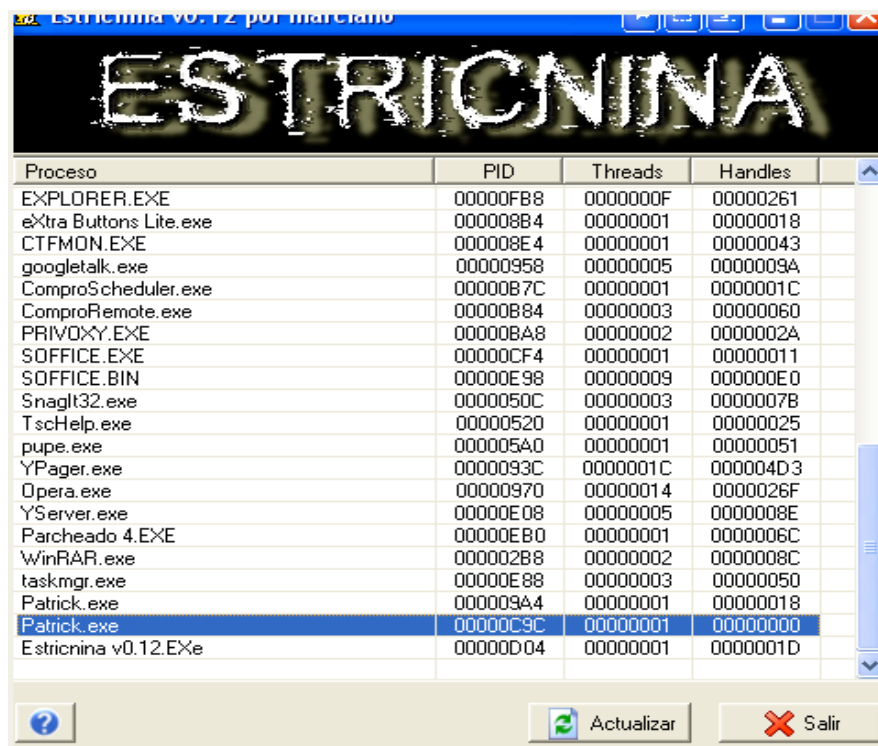 Estricnina v0.12 por marciano
ESTRICNINA
Proceso PID Threads Handles
EXPLORER.EXE 00000FB8 0000000F 00000261
eXtra Buttons Lite.exe 000008B4 00000001 00000018
CTFMON.EXE 000008E4 00000001 00000043
googletalk.exe 00000958 00000005 0000009A
ComproScheduler.exe 00000B7C 00000001 0000001C
ComproRemote.exe 00000B84 00000003 00000060
PRIVOXY.EXE 00000BA8 00000002 0000002A
SOFFICE.EXE 00000CF4 00000001 00000011
SOFFICE.BIN 00000E98 00000009 000000E0
SnagIt32.exe 0000050C 00000003 0000007B
TscHelp.exe 00000520 00000001 00000025
pupe.exe 000005A0 00000001 00000051
YPager.exe 0000093C 0000001C 000004D3
Opera.exe 00000970 00000014 0000026F
YServer.exe 00000E08 00000005 0000008E
Parcheado 4.EXE 00000EB0 00000001 0000006C
WinRAR.exe 000002B8 00000002 0000008C
taskmgr.exe 00000E88 00000003 00000050
Patrick.exe 000009A4 00000001 00000018
Patrick.exe 00000C9C 00000001 00000000
Estricnina v0.12.EXe 00000D04 00000001 0000001D
Actualizar Salir